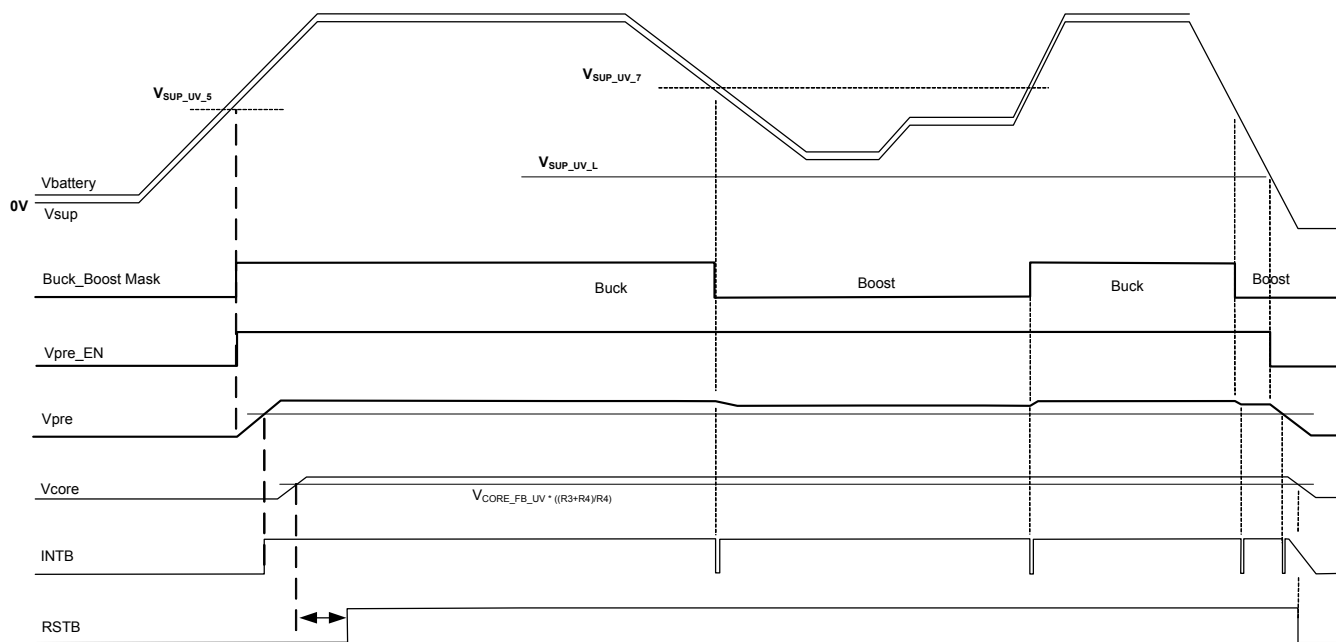 V_SUP_UV_7
V_SUP_UV_5
V_SUP_UV_L
Vbattery
0V
Vsup
Buck_Boost Mask
Buck
Boost
Buck
Boost
Vpre_EN
Vpre
Vcore
V_CORE_FB_UV * ((R3+R4)/R4)
INTB
RSTB